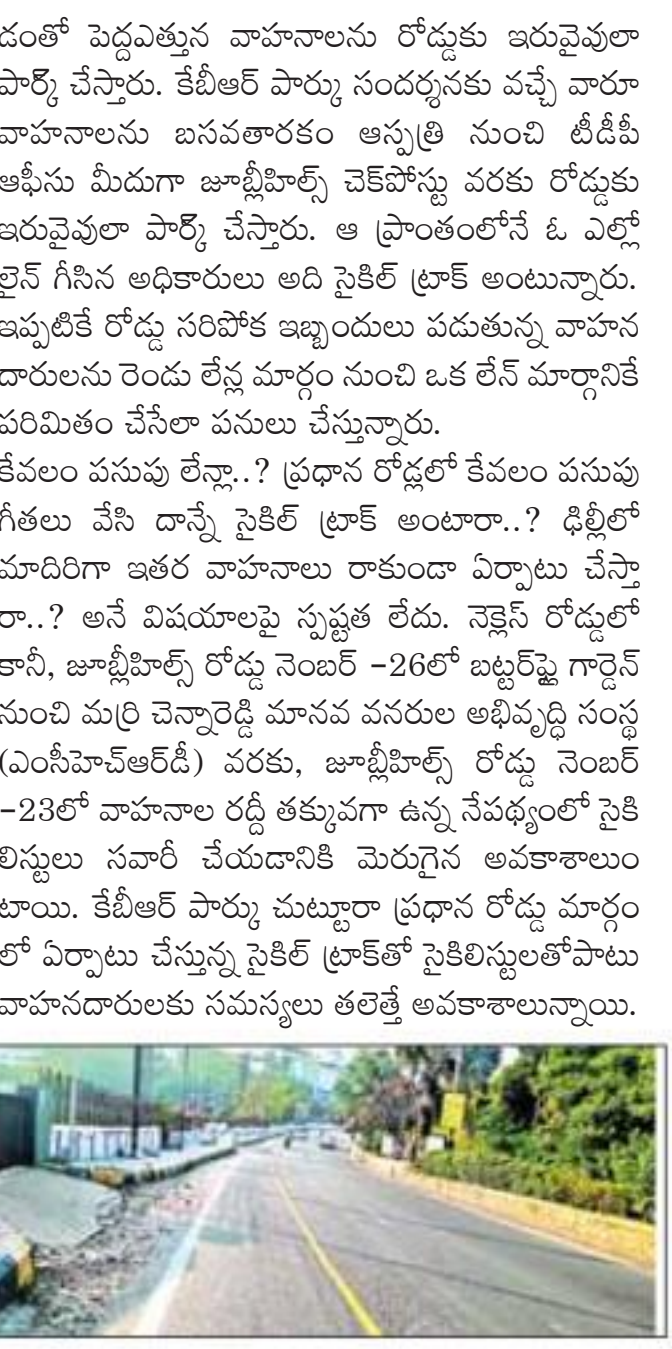 డంతో పెద్దఎత్తున వాహనాలను రోడ్డుకు ఇరువైవులా
పార్క్ చేస్తారు. కేబీఆర్ పార్కు సందర్శనకు వచ్చే వారూ
వాహనాలను బసవతారకం ఆస్పత్రి నుంచి టీడీపీ
ఆఫీసు మీదుగా జూబ్లీహిల్స్ చెక్‌పోస్టు వరకు రోడ్డుకు
ఇరువైవులా పార్క్ చేస్తారు. ఆ ప్రాంతంలోనే ఓ ఎల్లో
లైన్ గీసిన అధికారులు అది సైకిల్ ట్రాక్ అంటున్నారు.
ఇప్పటికే రోడ్డు సరిపోక ఇబ్బందులు పడుతున్న వాహన
దారులను రెండు లేన్ల మార్గం నుంచి ఒక లేన్ మార్గానికే
పరిమితం చేసేలా పనులు చేస్తున్నారు.
కేవలం పసుపు లేన్లా..? ప్రధాన రోడ్లలో కేవలం పసుపు
గీతలు వేసి దాన్నే సైకిల్ ట్రాక్ అంటారా..? ఢిల్లీలో
మాదిరిగా ఇతర వాహనాలు రాకుండా ఏర్పాటు చేస్తా
రా..? అనే విషయాలపై స్పష్టత లేదు. నెక్లెస్ రోడ్డులో
కానీ, జూబ్లీహిల్స్ రోడ్డు నెంబర్ -26లో బట్టర్‌ఫ్లై గార్డెన్
నుంచి మర్రి చెన్నారెడ్డి మానవ వనరుల అభివృద్ధి సంస్థ
(ఎంసీహెచ్ఆర్‌డీ) వరకు, జూబ్లీహిల్స్ రోడ్డు నెంబర్
-23లో వాహనాల రద్దీ తక్కువగా ఉన్న నేపథ్యంలో సైకి
లిస్టులు సవారీ చేయడానికి మెరుగైన అవకాశాలుం
టాయి. కేబీఆర్ పార్కు చుట్టూరా ప్రధాన రోడ్డు మార్గం
లో ఏర్పాటు చేస్తున్న సైకిల్ ట్రాక్‌తో సైకిలిస్టులతోపాటు
వాహనదారులకు సమస్యలు తలెత్తే అవకాశాలున్నాయి.